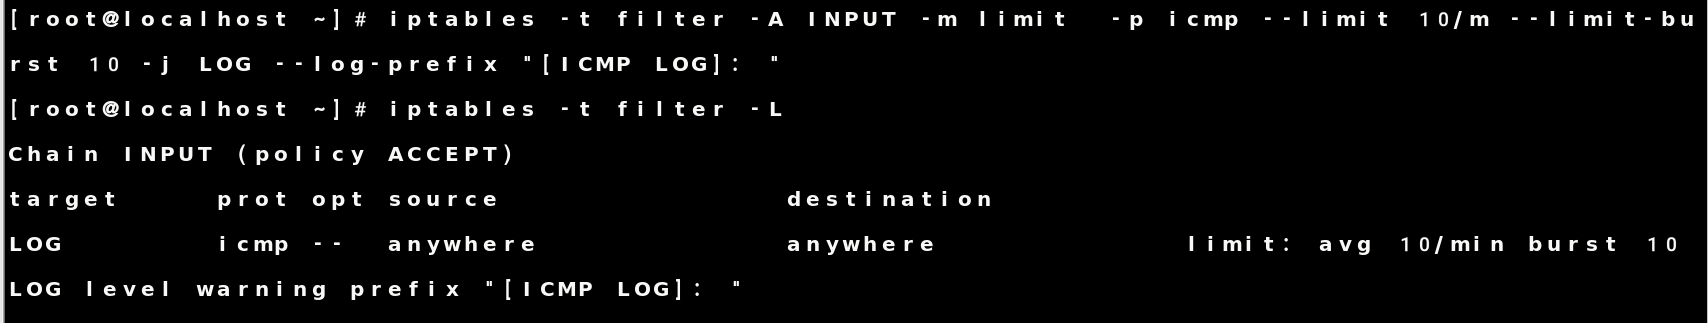 [root@localhost ~]# iptables -t filter -A INPUT -m limit  -p icmp --limit 10/m --limit-bu
rst 10 -j LOG --log-prefix "[ICMP LOG]: "
[root@localhost ~]# iptables -t filter -L
Chain INPUT (policy ACCEPT)
target     prot opt source               destination
LOG        icmp --  anywhere             anywhere             limit: avg 10/min burst 10
LOG level warning prefix "[ICMP LOG]: "